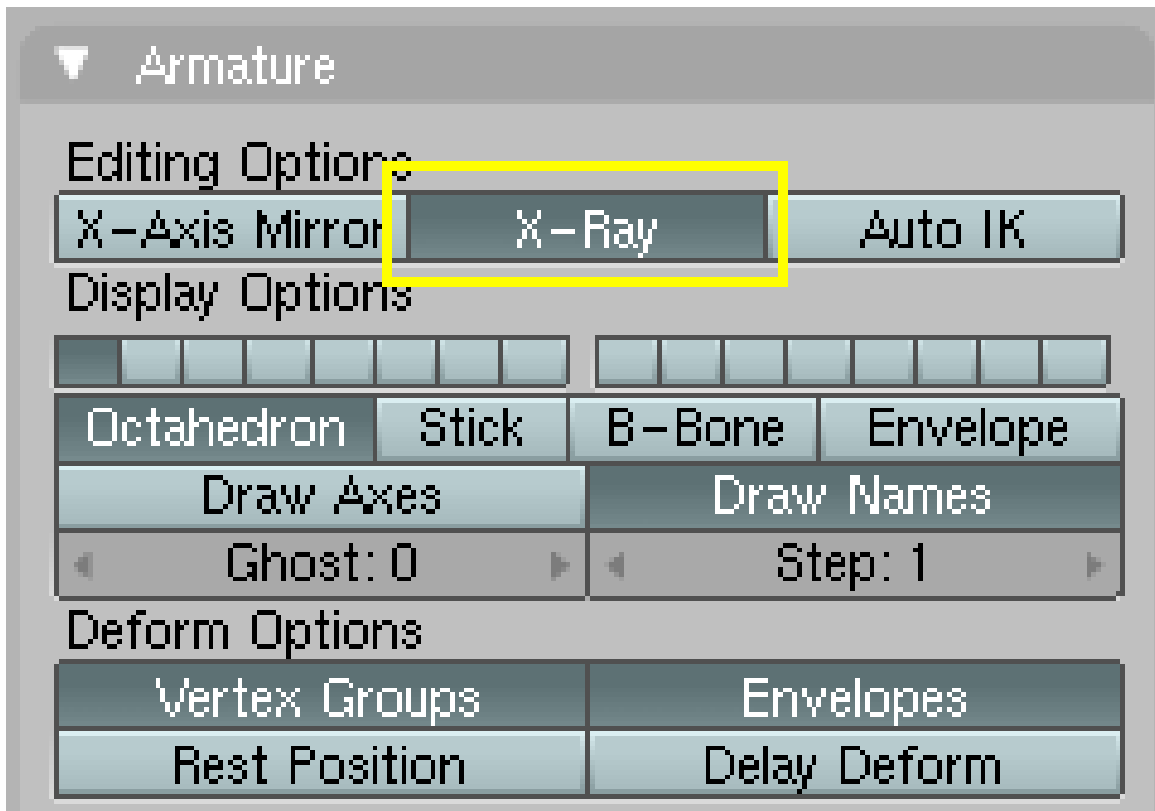 Armature
Editing Options
X-Axis Mirror X-Ray Auto IK
Display Options
Octahedron Stick B-Bone Envelope
Draw Axes Draw Names
Ghost: 0 Step: 1
Deform Options
Vertex Groups Envelopes
Rest Position Delay Deform